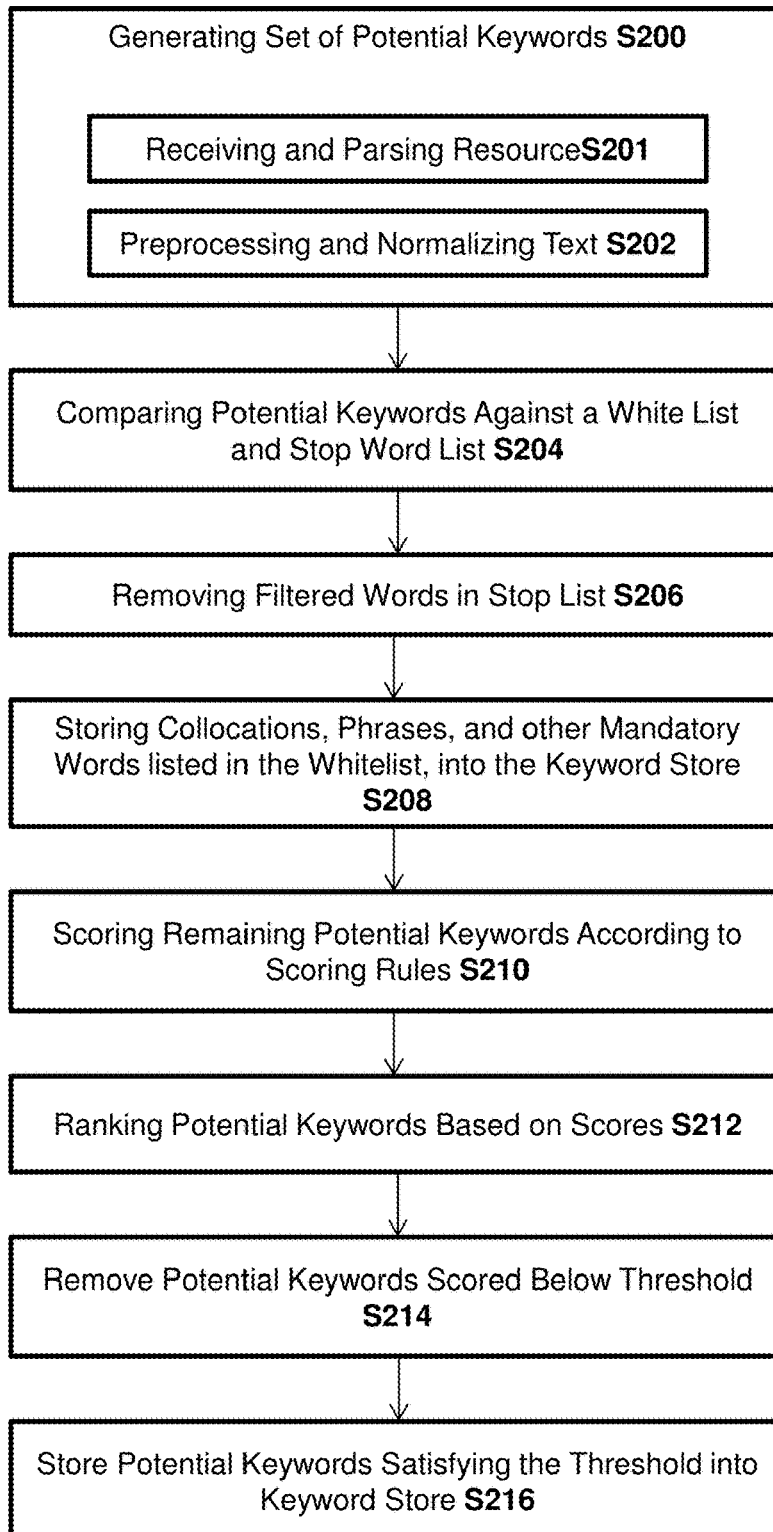 Generating Set of Potential Keywords S200
Receiving and Parsing ResourceS201
Preprocessing and Normalizing Text S202
Comparing Potential Keywords Against a White List
and Stop Word List S204
Removing Filtered Words in Stop List S206
Storing Collocations, Phrases, and other Mandatory
Words listed in the Whitelist, into the Keyword Store
S208
Scoring Remaining Potential Keywords According to
Scoring Rules S210
Ranking Potential Keywords Based on Scores S212
Remove Potential Keywords Scored Below Threshold
S214
Store Potential Keywords Satisfying the Threshold into
Keyword Store S216